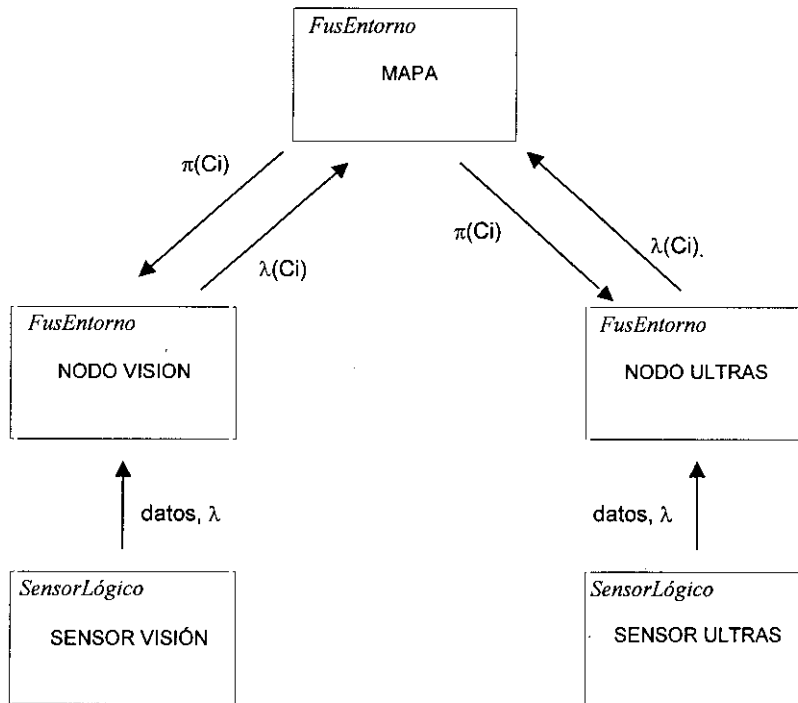 FusEntorno
MAPA
π(Ci)
λ(Ci)
π(Ci)
λ(Ci)
FusEntorno
NODO VISION
FusEntorno
NODO ULTRAS
datos, λ
datos, λ
SensorLógico
SENSOR VISIÓN
SensorLógico
SENSOR ULTRAS